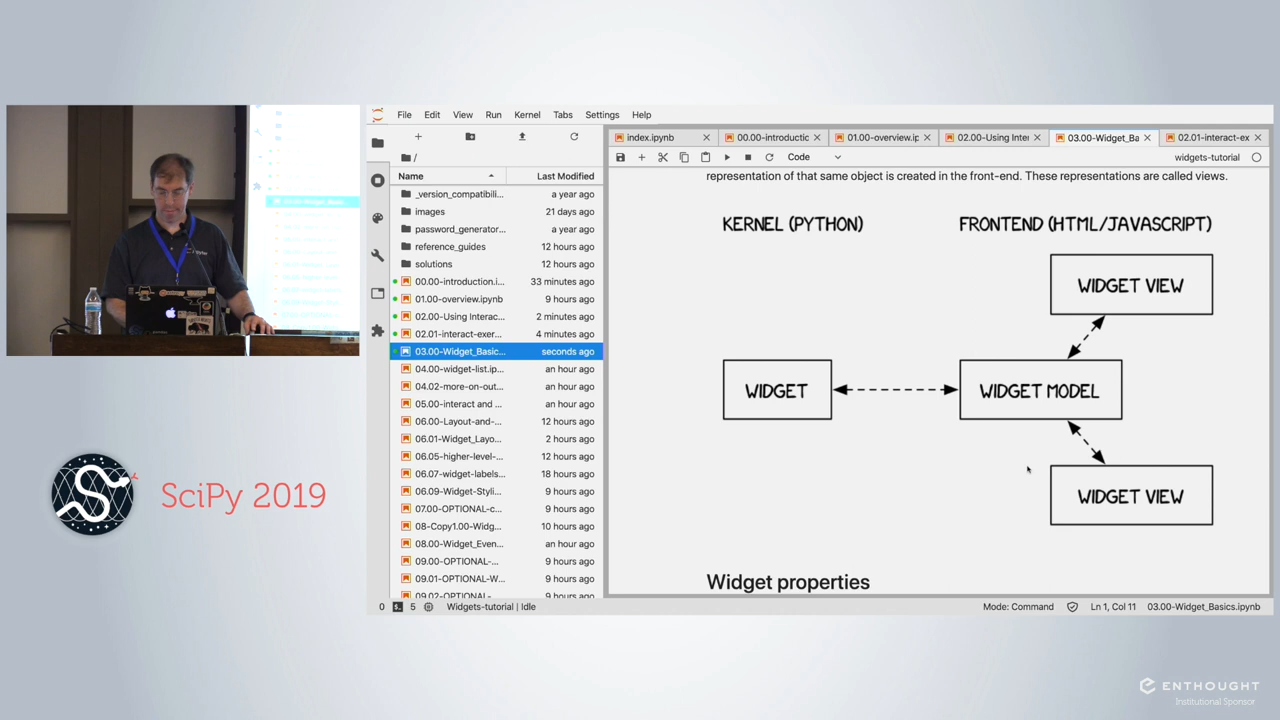 File Edit View Run Kernel Tabs Settings Help
index.ipynb 00.00-introductic 01.00-overview.ip 02.00-Using Inter 03.00-Widget_Ba 02.01-interact-ex
/
Code widgets-tutorial
Name Last Modified
_version_compatibili... a year ago
images 21 days ago
password_generator... a year ago
reference_guides 12 hours ago
solutions 12 hours ago
00.00-introduction.i... 33 minutes ago
01.00-overview.ipynb 9 hours ago
02.00-Using Interac... 2 minutes ago
02.01-interact-exer... 4 minutes ago
03.00-Widget_Basic... seconds ago
04.00-widget-list.ip... an hour ago
04.02-more-on-out... an hour ago
05.00-interact and ... an hour ago
06.00-Layout-and-... 12 hours ago
06.01-Widget_Layo... 2 hours ago
06.05-higher-level-... 12 hours ago
06.07-widget-labels... 18 hours ago
06.09-Widget-Styli... 9 hours ago
07.00-OPTIONAL-c... 9 hours ago
08-Copy1.00-Widg... 10 hours ago
08.00-Widget_Even... an hour ago
09.00-OPTIONAL-... 9 hours ago
09.01-OPTIONAL-W... 9 hours ago
09.02-OPTIONAL-... 9 hours ago
representation of that same object is created in the front-end. These representations are called views.
KERNEL (PYTHON) FRONTEND (HTML/JAVASCRIPT)
WIDGET VIEW
WIDGET WIDGET MODEL
WIDGET VIEW
Widget properties
0 5 Widgets-tutorial | Idle Mode: Command Ln 1, Col 11 03.00-Widget_Basics.ipynb
SciPy 2019
ENTHOUGHT
Institutional Sponsor